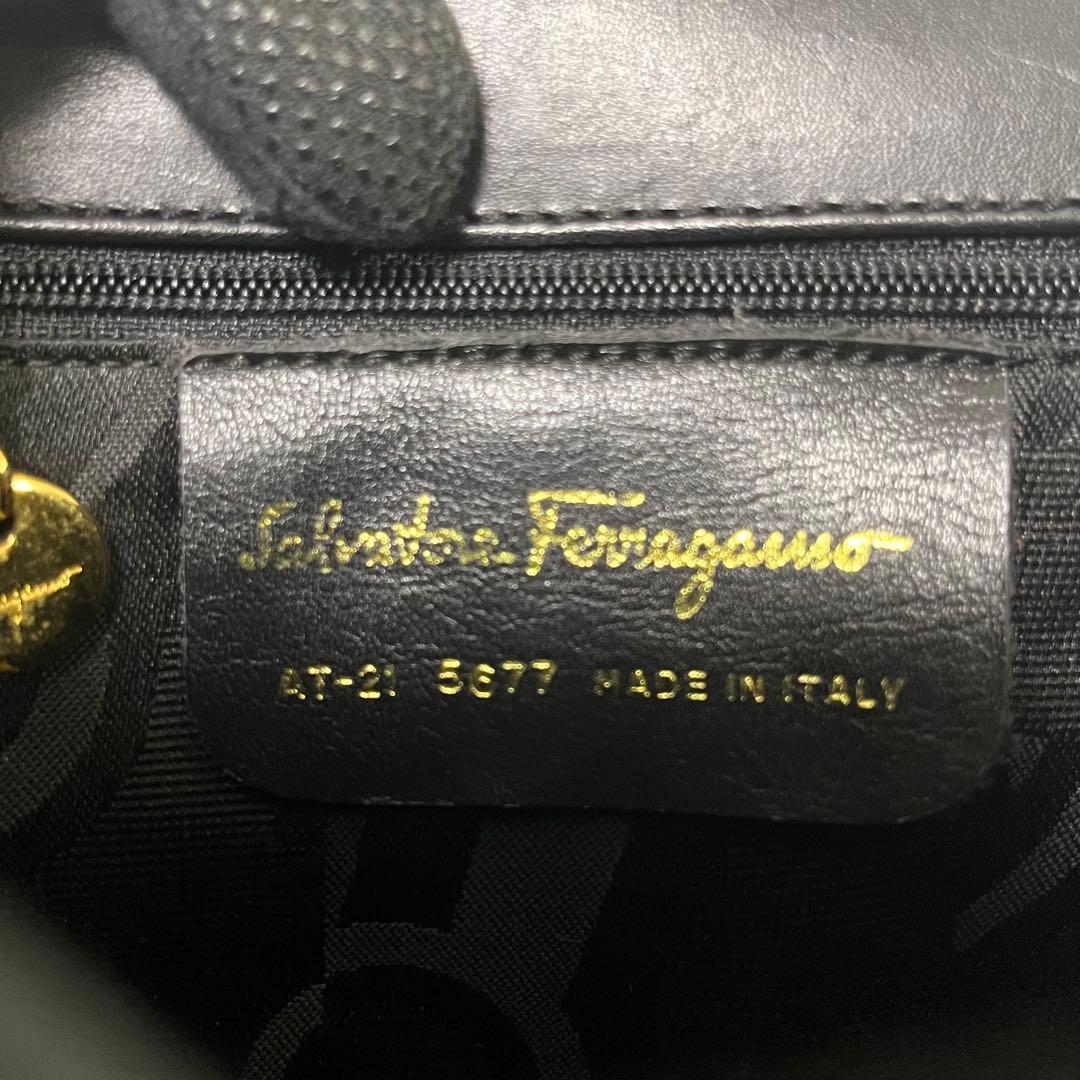 Salvatore Ferragamo
AT-21 5677 MADE IN ITALY